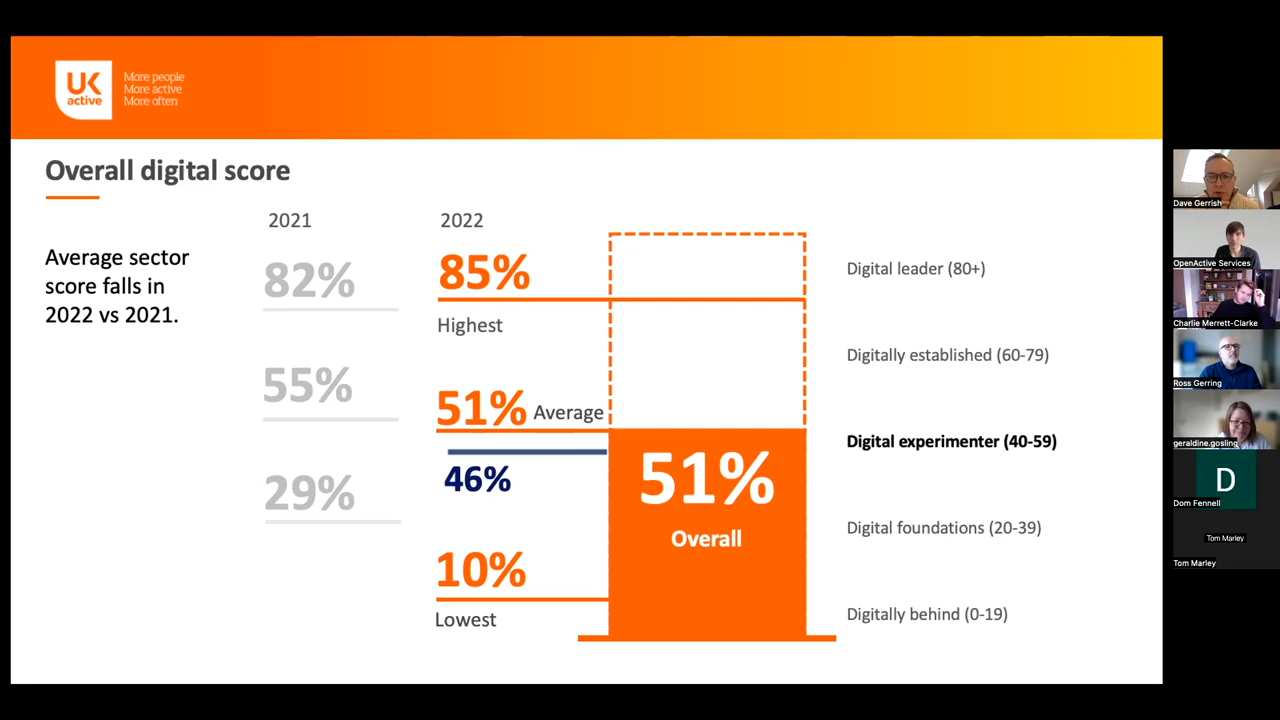 UK
active
More people
More active
More often
Overall digital score
Average sector
score falls in
2022 vs 2021.
2021
82%
55%
29%
2022
85%
Highest
51% Average
46%
10%
Lowest
51%
Overall
Digital leader (80+)
Digitally established (60-79)
Digital experimenter (40-59)
Digital foundations (20-39)
Digitally behind (0-19)
Dave Gerrish
OpenActive Services
Charlie Merrett-Clarke
Ross Gerring
geraldine.gosling
D
Dom Fennell
Tom Marley
Tom Marley